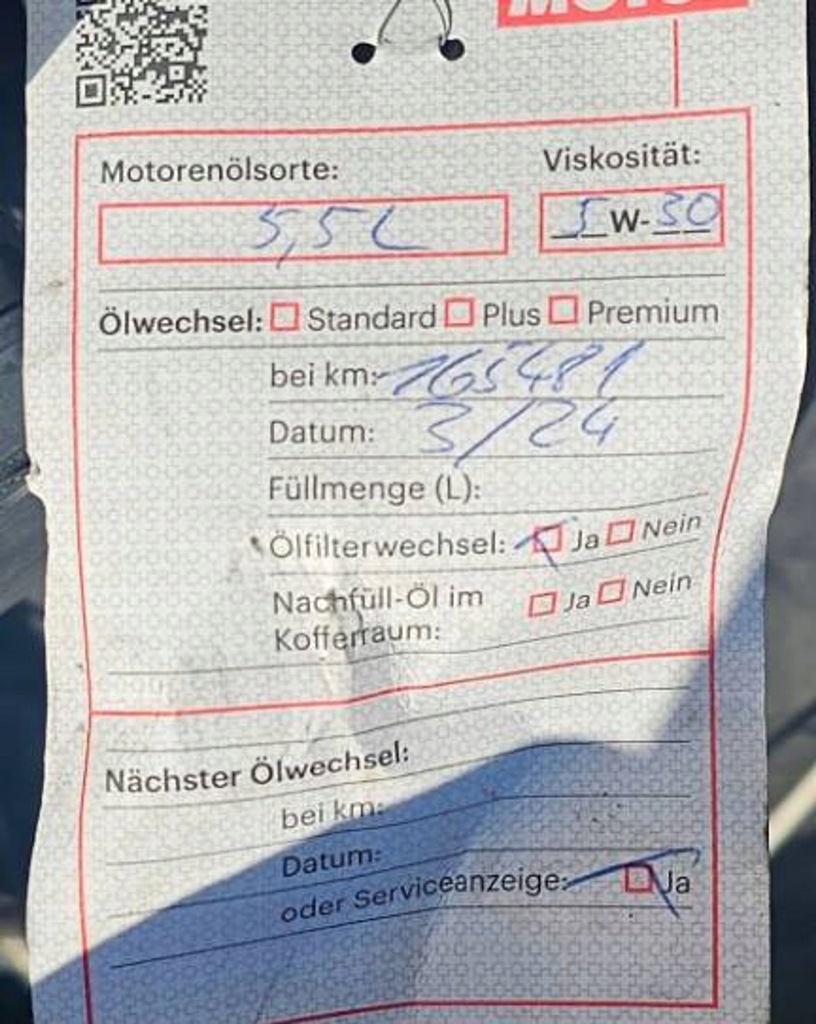 Motorenölsorte: Viskosität:
5,5 L 5W-30
Ölwechsel: Standard Plus Premium
bei km: 165481
Datum: 3/24
Füllmenge (L):
Ölfilterwechsel: Ja Nein
Nachfüll-Öl im Ja Nein
Kofferraum:
Nächster Ölwechsel:
bei km:
Datum:
oder Serviceanzeige: Ja